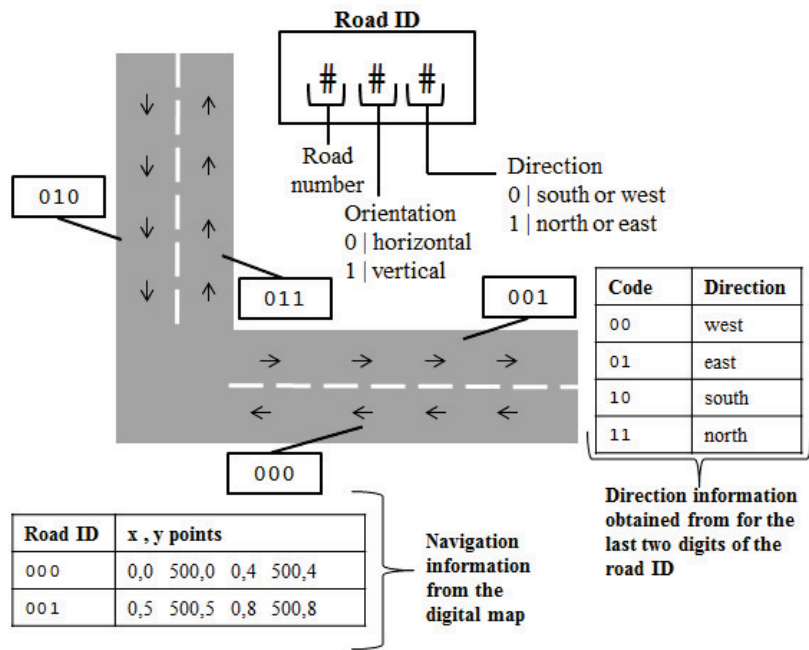 Road ID
# # #
Road
number
Orientation
0 | horizontal
1 | vertical
Direction
0 | south or west
1 | north or east
010
011
001
000
Code Direction
00 west
01 east
10 south
11 north
Direction information
obtained from for the
last two digits of the
road ID
Road ID x , y points
000 0,0 500,0 0,4 500,4
001 0,5 500,5 0,8 500,8
Navigation
information
from the
digital map